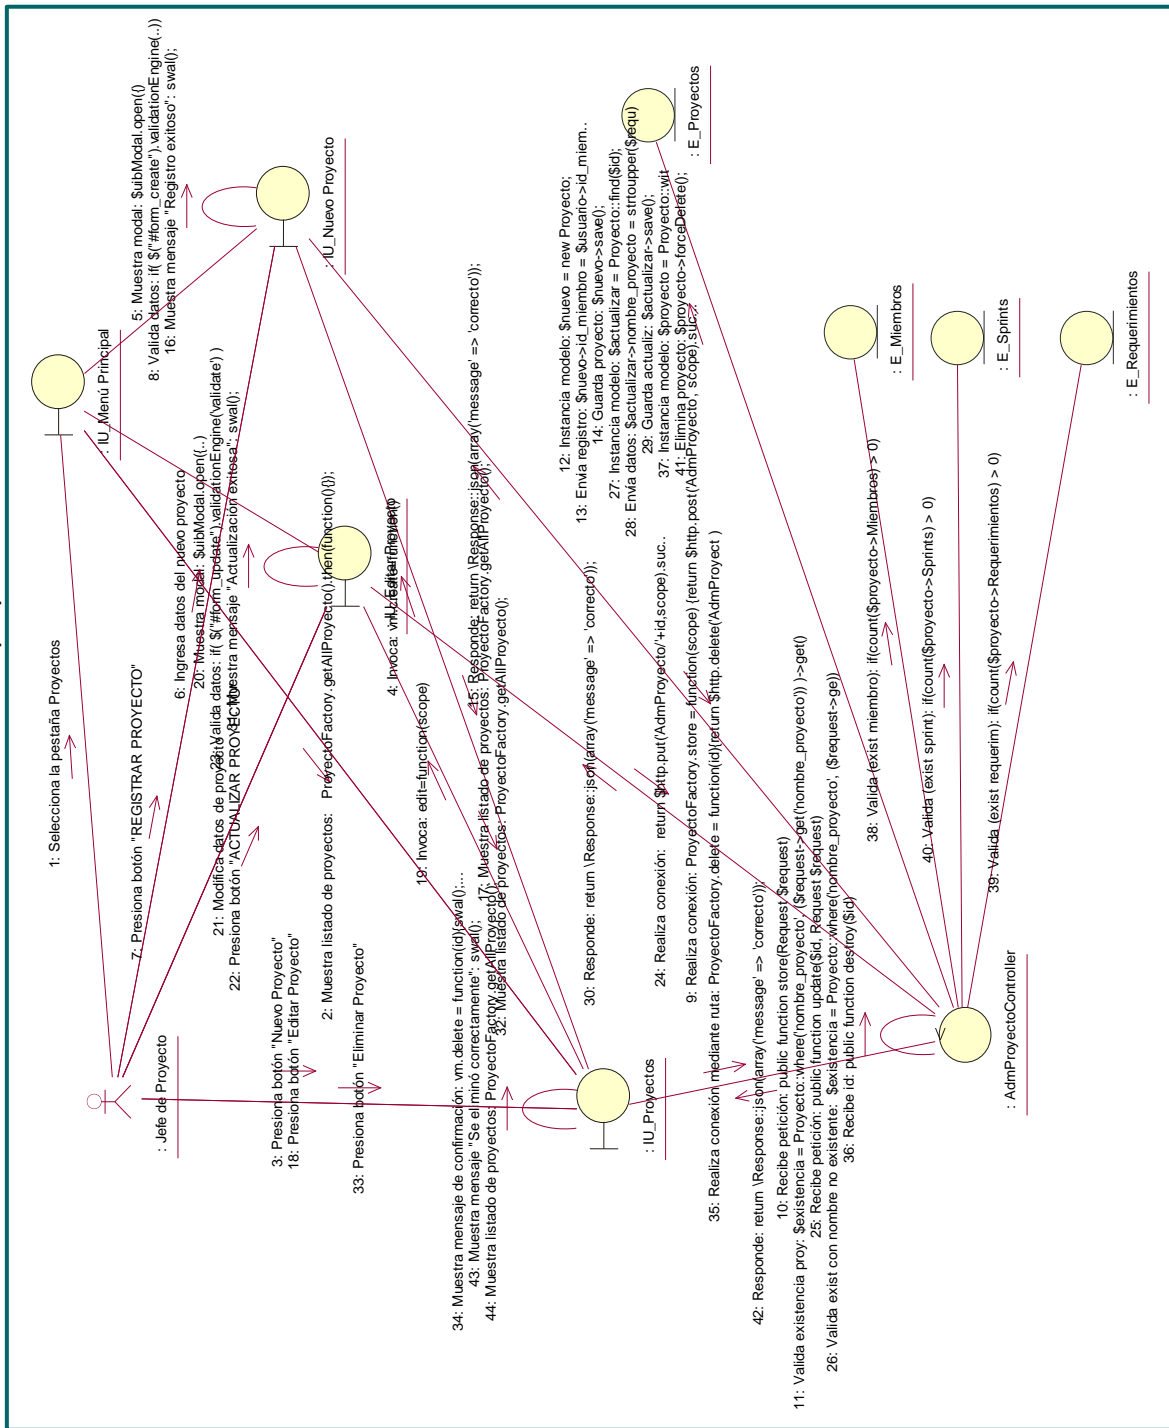 1: Selecciona la pestaña Proyectos
: IU_Menú Principal
5: Muestra modal: $uibModal.open({)
8: Valida datos: if( $("#form_create").validationEngine(..))
16: Muestra mensaje "Registro exitoso": swal();
: IU_Nuevo Proyecto
7: Presiona botón "REGISTRAR PROYECTO"
6: Ingresa datos del nuevo proyecto
20: Muestra modal: $uibModal.open({..)
23: Valida datos: if( $("#form_update").validationEngine('validate') )
31: Muestra mensaje "Actualización exitosa": swal();
21: Modifica datos de proyecto
22: Presiona botón "ACTUALIZAR PROYECTO"
: IU_Editar Proyecto
4: Invoca: vm.create=function()
19: Invoca: edit=function(scope)
2: Muestra listado de proyectos: ProyectoFactory.getAllProyecto().then(function(){});
: Jefe de Proyecto
3: Presiona botón "Nuevo Proyecto"
18: Presiona botón "Editar Proyecto"
33: Presiona botón "Eliminar Proyecto"
15: Responde: return \Response::json(array('message' => 'correcto'));
17: Muestra listado de proyectos: ProyectoFactory.getAllProyecto();
32: Muestra listado de proyectos: ProyectoFactory.getAllProyecto();
34: Muestra mensaje de confirmación: vm.delete = function(id){swal();...
43: Muestra mensaje "Se eliminó correctamente": swal();
44: Muestra listado de proyectos: ProyectoFactory.getAllProyecto();
: IU_Proyectos
12: Instancia modelo: $nuevo = new Proyecto;
13: Envía registro: $nuevo->id_miembro = $usuario->id_miem..
14: Guarda proyecto: $nuevo->save();
27: Instancia modelo: $actualizar = Proyecto::find($id);
28: Envía datos: $actualizar->nombre_proyecto = strtoupper($requ)
29: Guarda actualiz: $actualizar->save();
37: Instancia modelo: $proyecto = Proyecto::wit
41: Elimina proyecto: $proyecto->forceDelete();
: E_Proyectos
30: Responde: return \Response::json(array('message' => 'correcto'));
24: Realiza conexión: return $http.put('AdmProyecto/'+id,scope).suc...
9: Realiza conexión: ProyectoFactory.store = function(scope) {return $http.post('AdmProyecto', scope).suc...
35: Realiza conexión mediante ruta: ProyectoFactory.delete = function(id){return $http.delete('AdmProyect )
42: Responde: return \Response::json(array('message' => 'correcto'));
10: Recibe petición: public function store(Request $request)
11: Valida existencia proy: $existencia = Proyecto::where('nombre_proyecto', ($request->get('nombre_proyecto')) )->get()
25: Recibe petición: public function update($id, Request $request)
26: Valida exist con nombre no existente: $existencia = Proyecto::where('nombre_proyecto', ($request->ge))
36: Recibe id: public function destroy($id)
: AdmProyectoController
38: Valida (exist miembro): if(count($proyecto->Miembros) > 0)
: E_Miembros
40: Valida (exist sprint): if(count($proyecto->Sprints) > 0)
: E_Sprints
39: Valida (exist requerim): if(count($proyecto->Requerimientos) > 0)
: E_Requerimientos